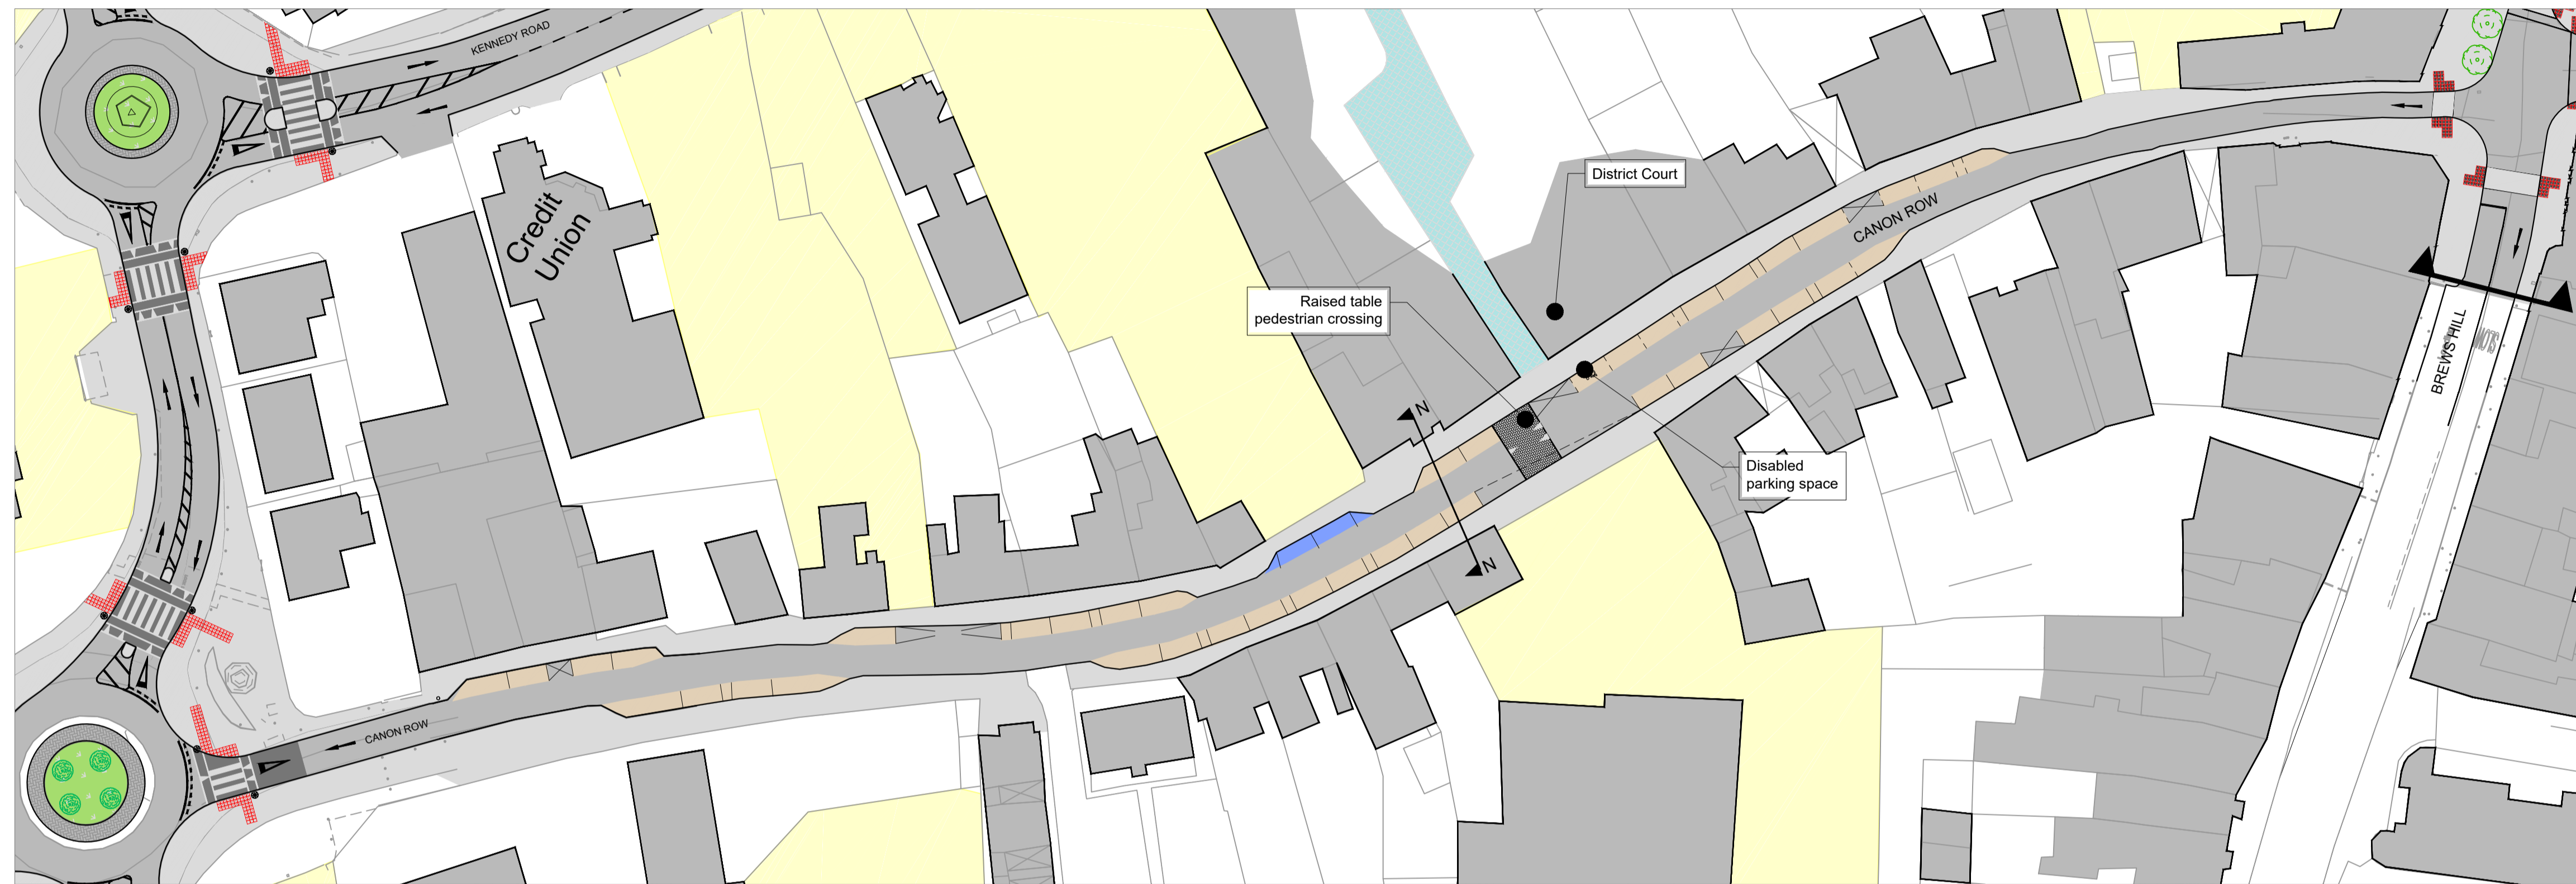 KENNEDY ROAD
Credit
Union
District Court
Raised table
pedestrian crossing
CANON ROW
N
N
Disabled
parking space
BREWS HILL
SLOW
CANON ROW